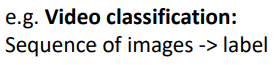 e.g. Video classification:
Sequence of images -> label